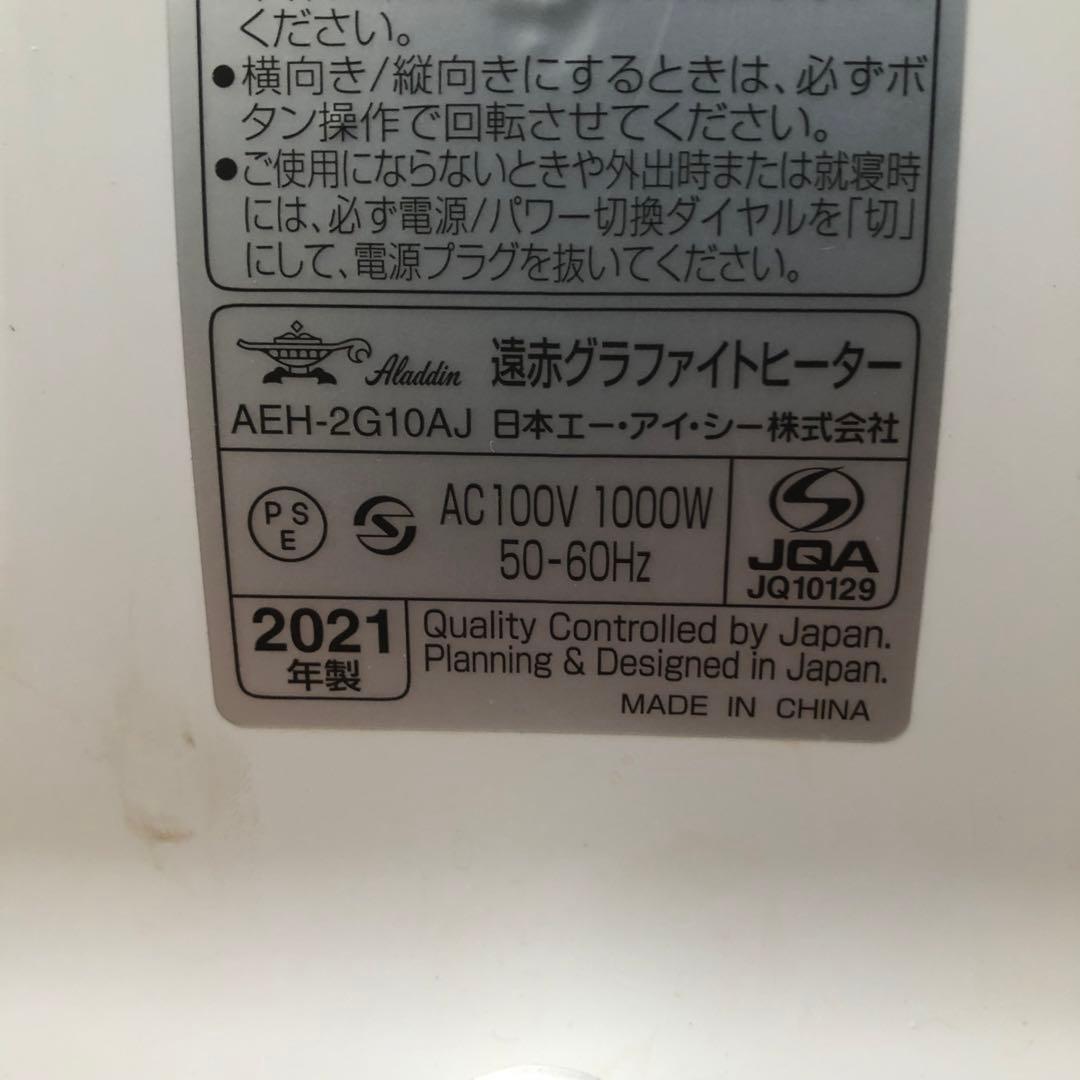 ください。
●横向き/縦向きにするときは、必ずボ
タン操作で回転させてください。
●ご使用にならないときや外出時または就寝時
には、必ず電源/パワー切換ダイヤルを「切」
にして、電源プラグを抜いてください。
Aladdin 遠赤グラファイトヒーター
AEH-2G10AJ 日本エー・アイ・シー株式会社
PS
E
AC100V 1000W
50-60Hz
JQA
JQ10129
2021
年製
Quality Controlled by Japan.
Planning & Designed in Japan.
MADE IN CHINA